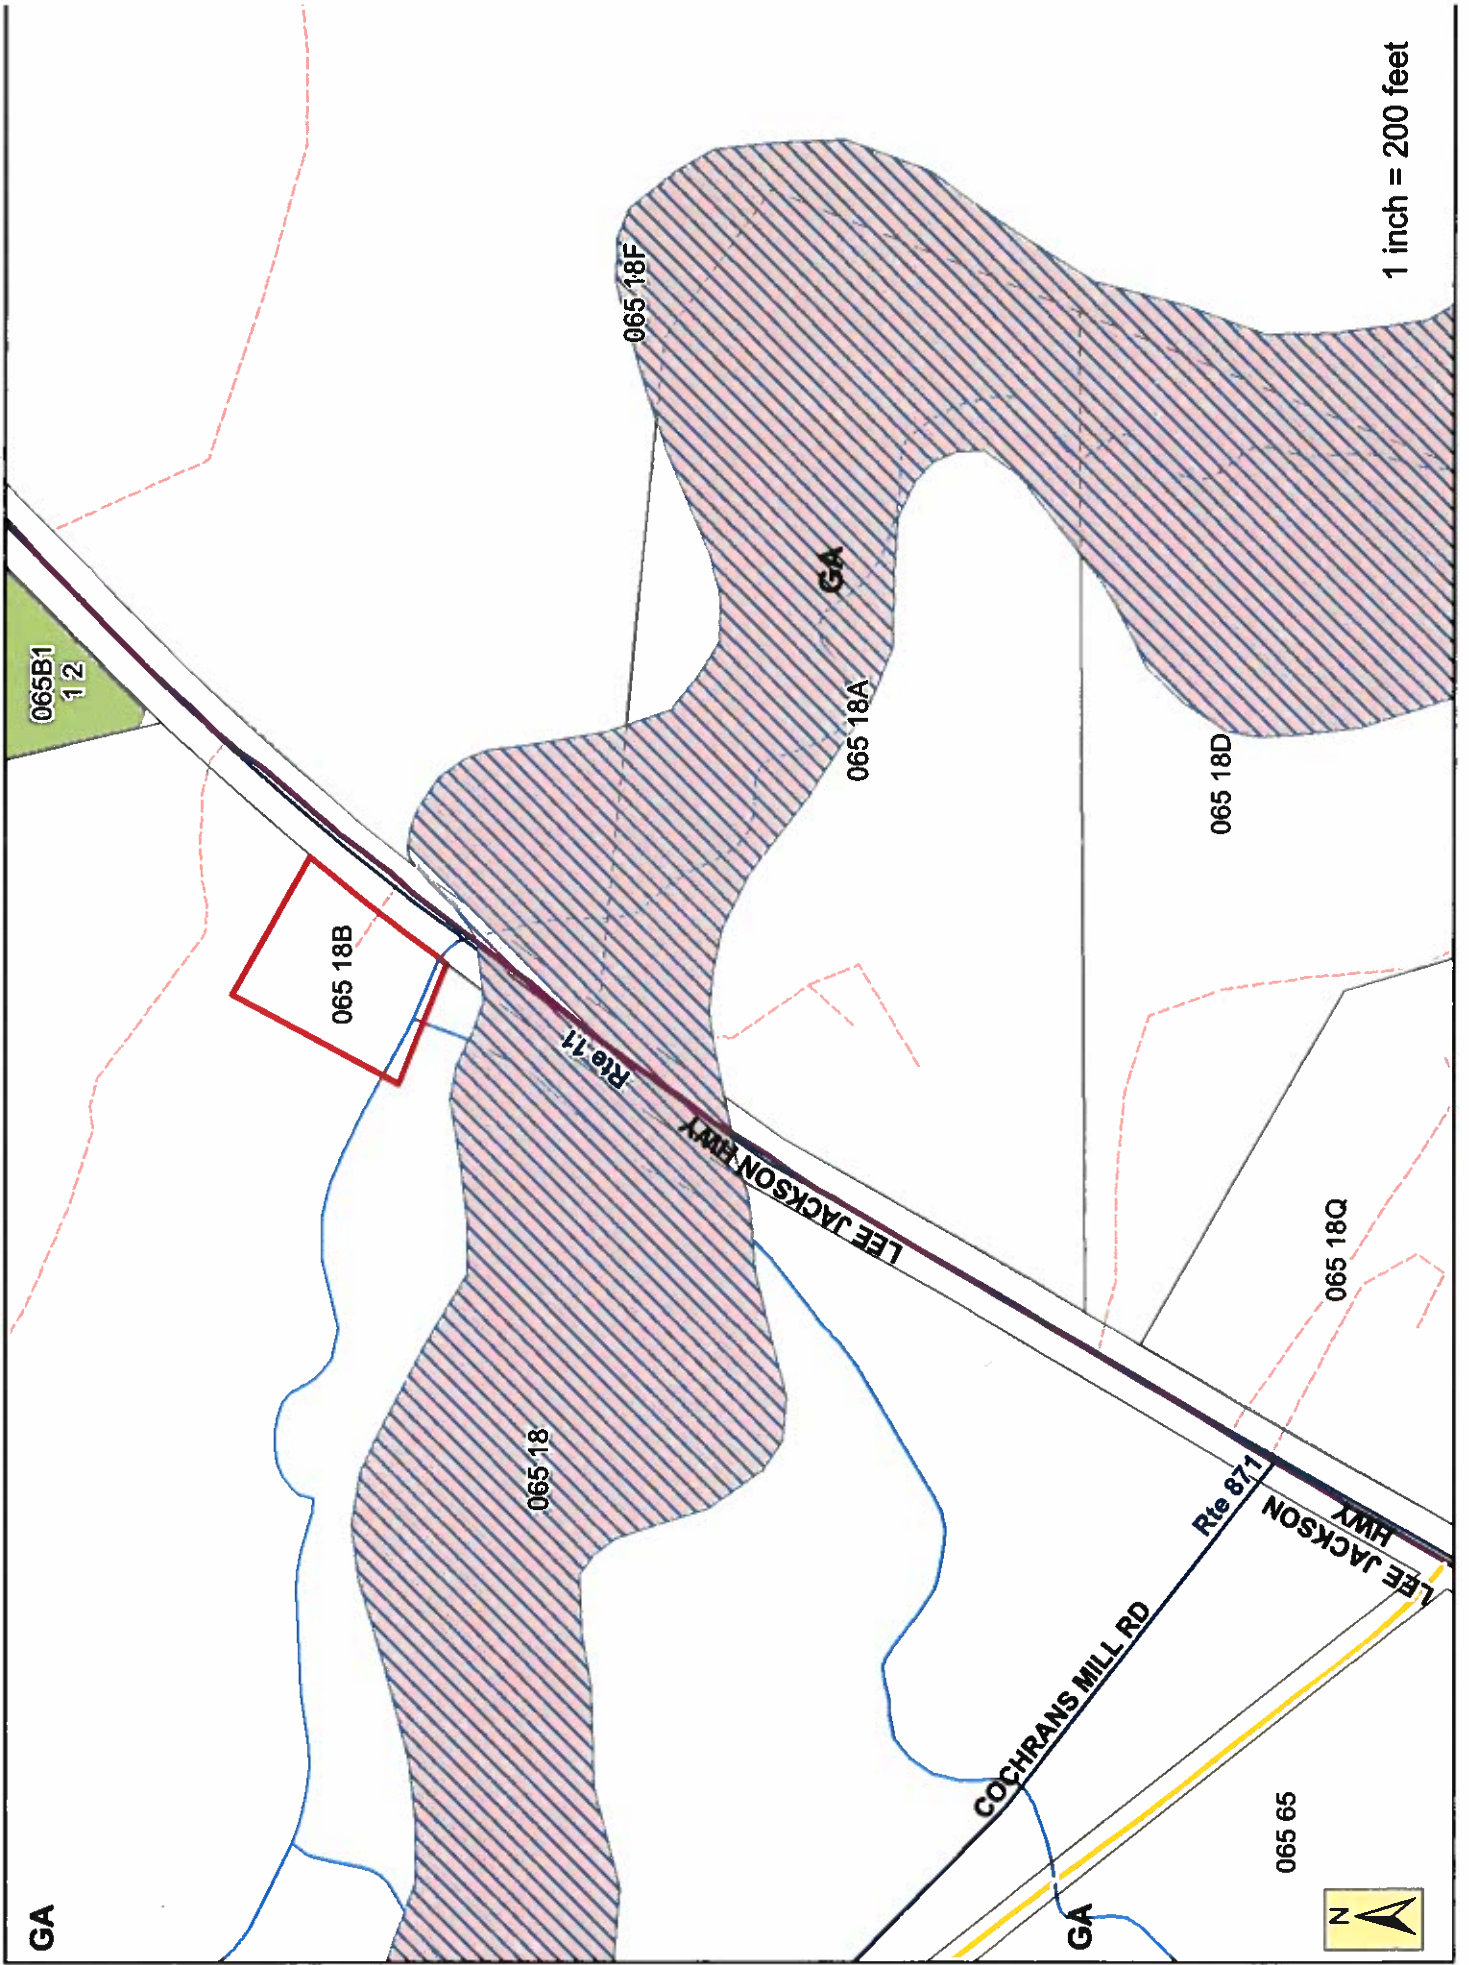 GA
065B1
1 2
065 18B
065 18F
065 18
Rte 11
GA
065 18A
LEE JACKSON HWY
065 18D
COCHRANS MILL RD
Rte 871
LEE JACKSON HWY
065 18Q
GA
065 65
N
1 inch = 200 feet